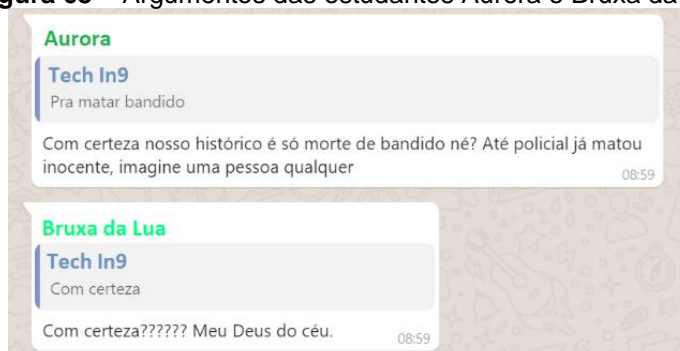 gura 03 – Argumentos das estudantes Aurora e Bruxa da
Aurora
Tech In9
Pra matar bandido
Com certeza nosso histórico é só morte de bandido né? Até policial já matou
inocente, imagine uma pessoa qualquer
08:59
Bruxa da Lua
Tech In9
Com certeza
Com certeza?????? Meu Deus do céu.
08:59